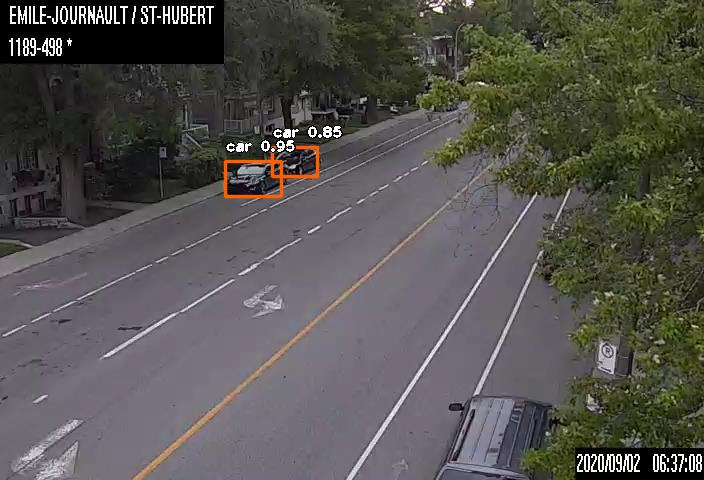 EMILE-JOURNAULT / ST-HUBERT
1189-498 *
car 0.85
car 0.95
2020/09/02 06:37:08